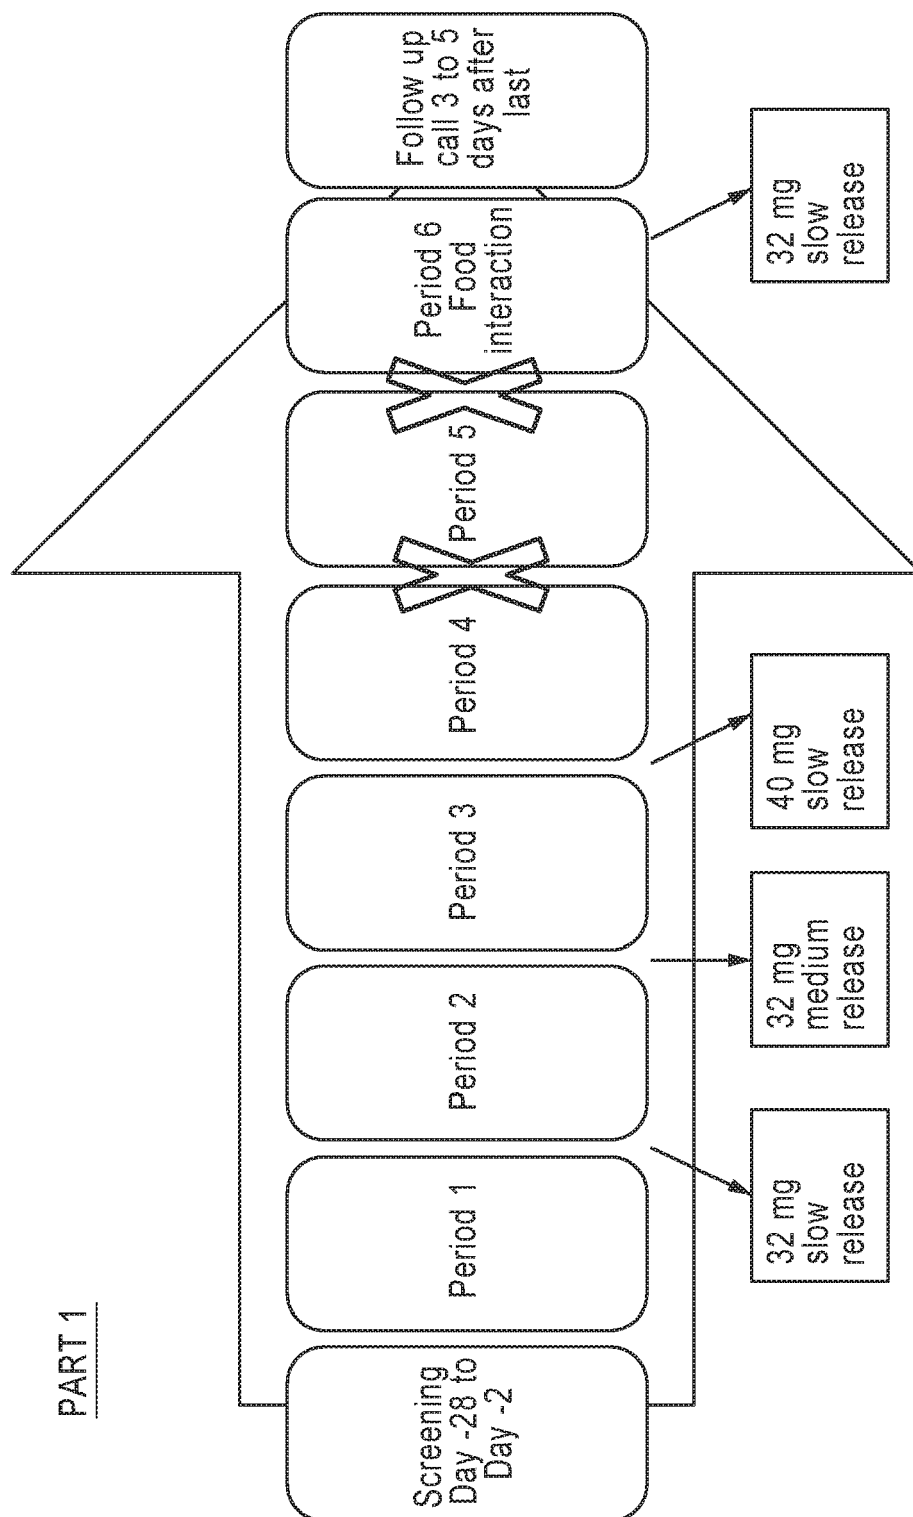 PART 1
Screening
Day -28 to
Day -2
Period 1
Period 2
Period 3
Period 4
Period 5
Period 6
Food
interaction
Follow up
call 3 to 5
days after
last
32 mg
slow
release
32 mg
medium
release
40 mg
slow
release
32 mg
slow
release